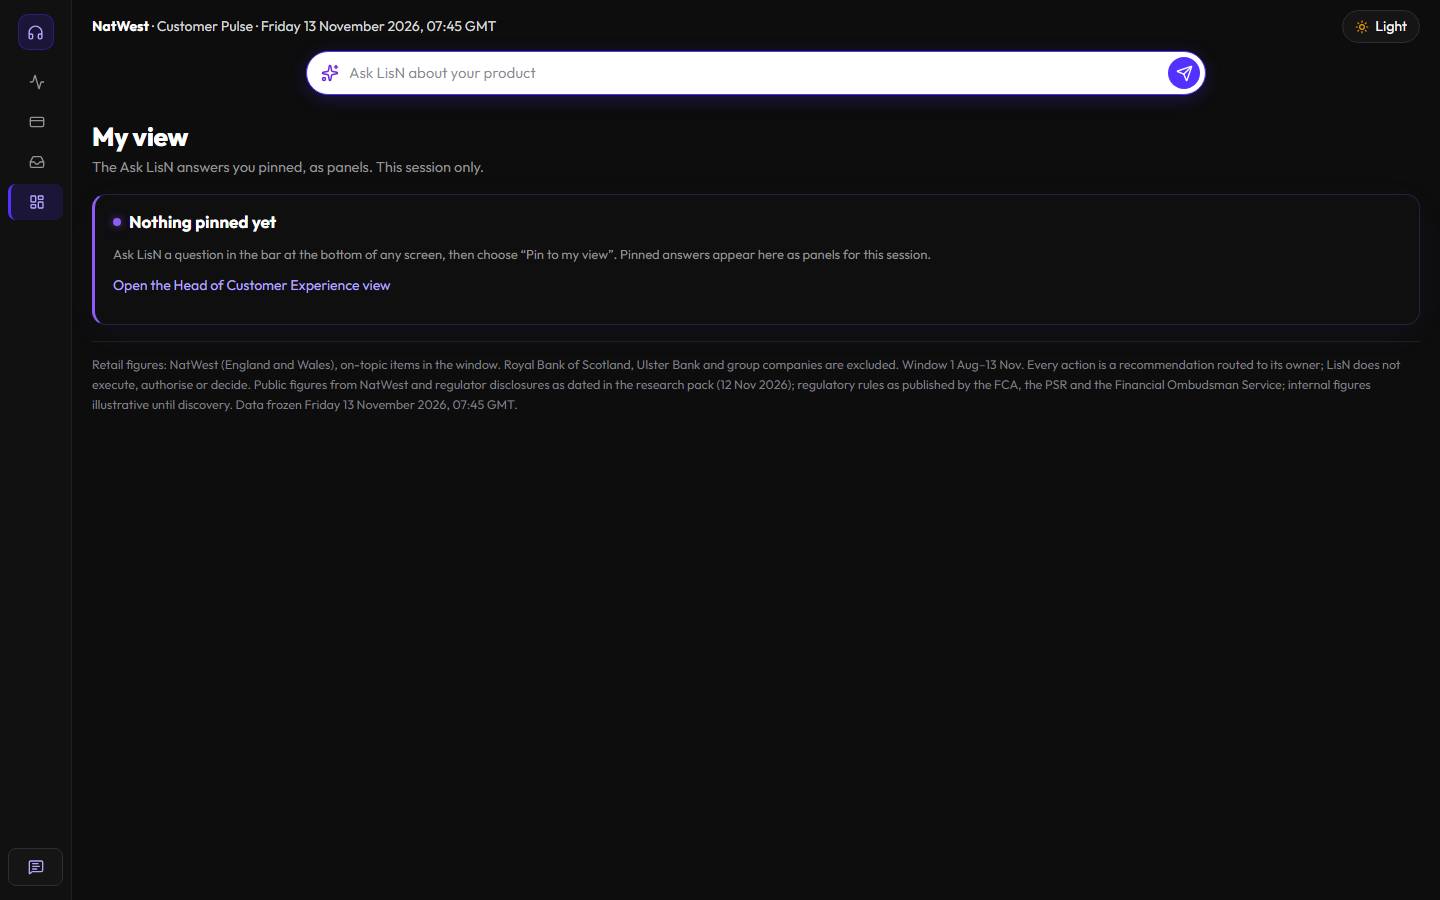 NatWest · Customer Pulse · Friday 13 November 2026, 07:45 GMT
Light
Ask LisN about your product
My view
The Ask LisN answers you pinned, as panels. This session only.
Nothing pinned yet
Ask LisN a question in the bar at the bottom of any screen, then choose “Pin to my view”. Pinned answers appear here as panels for this session.
Open the Head of Customer Experience view
Retail figures: NatWest (England and Wales), on-topic items in the window. Royal Bank of Scotland, Ulster Bank and group companies are excluded. Window 1 Aug–13 Nov. Every action is a recommendation routed to its owner; LisN does not
execute, authorise or decide. Public figures from NatWest and regulator disclosures as dated in the research pack (12 Nov 2026); regulatory rules as published by the FCA, the PSR and the Financial Ombudsman Service; internal figures
illustrative until discovery. Data frozen Friday 13 November 2026, 07:45 GMT.